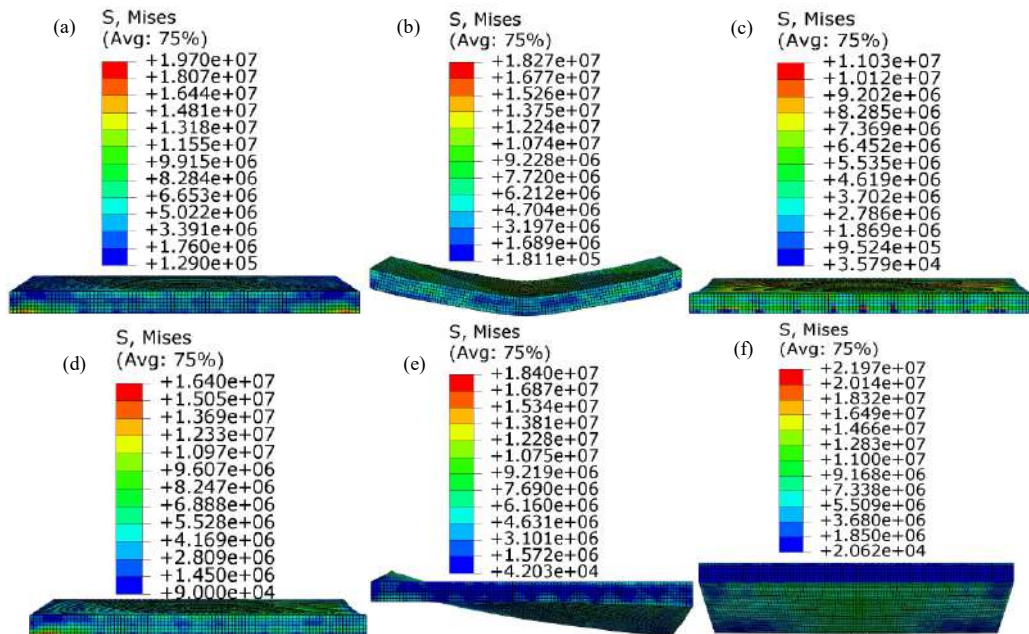 (a)
S, Mises
(Avg: 75%)
+1.970e+07
+1.807e+07
+1.644e+07
+1.481e+07
+1.318e+07
+1.155e+07
+9.915e+06
+8.284e+06
+6.653e+06
+5.022e+06
+3.391e+06
+1.760e+06
+1.290e+05
(b)
S, Mises
(Avg: 75%)
+1.827e+07
+1.677e+07
+1.526e+07
+1.375e+07
+1.224e+07
+1.074e+07
+9.228e+06
+7.720e+06
+6.212e+06
+4.704e+06
+3.197e+06
+1.689e+06
+1.811e+05
(c)
S, Mises
(Avg: 75%)
+1.103e+07
+1.012e+07
+9.202e+06
+8.285e+06
+7.369e+06
+6.452e+06
+5.535e+06
+4.619e+06
+3.702e+06
+2.786e+06
+1.869e+06
+9.524e+05
+3.579e+04
(d)
S, Mises
(Avg: 75%)
+1.640e+07
+1.505e+07
+1.369e+07
+1.233e+07
+1.097e+07
+9.607e+06
+8.247e+06
+6.888e+06
+5.528e+06
+4.169e+06
+2.809e+06
+1.450e+06
+9.000e+04
(e)
S, Mises
(Avg: 75%)
+1.840e+07
+1.687e+07
+1.534e+07
+1.381e+07
+1.228e+07
+1.075e+07
+9.219e+06
+7.690e+06
+6.160e+06
+4.631e+06
+3.101e+06
+1.572e+06
+4.203e+04
(f)
S, Mises
(Avg: 75%)
+2.197e+07
+2.014e+07
+1.832e+07
+1.649e+07
+1.466e+07
+1.283e+07
+1.100e+07
+9.168e+06
+7.338e+06
+5.509e+06
+3.680e+06
+1.850e+06
+2.062e+04